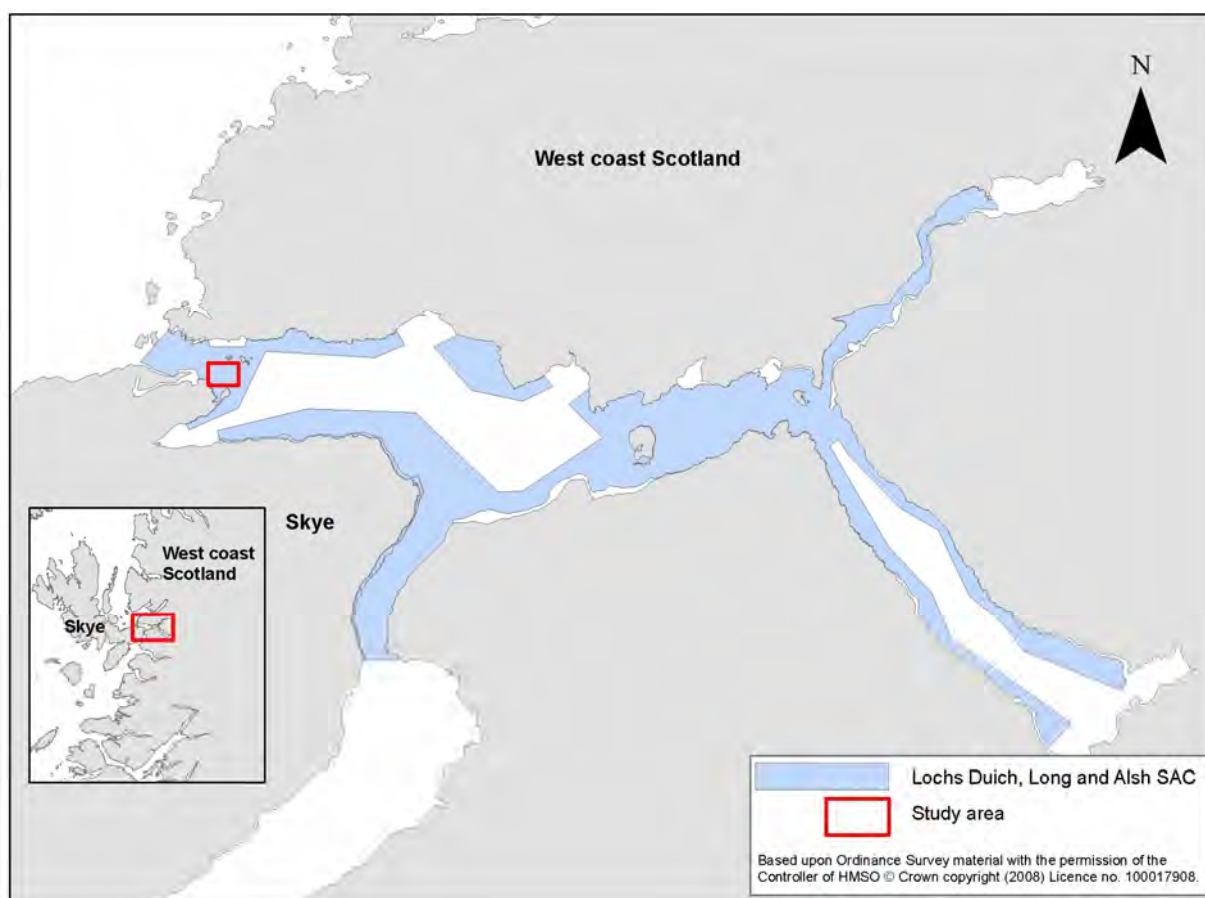 N
West coast Scotland
Skye
West coast
Scotland
Skye
Lochs Duich, Long and Alsh SAC
Study area
Based upon Ordinance Survey material with the permission of the
Controller of HMSO © Crown copyright (2008) Licence no. 100017908.